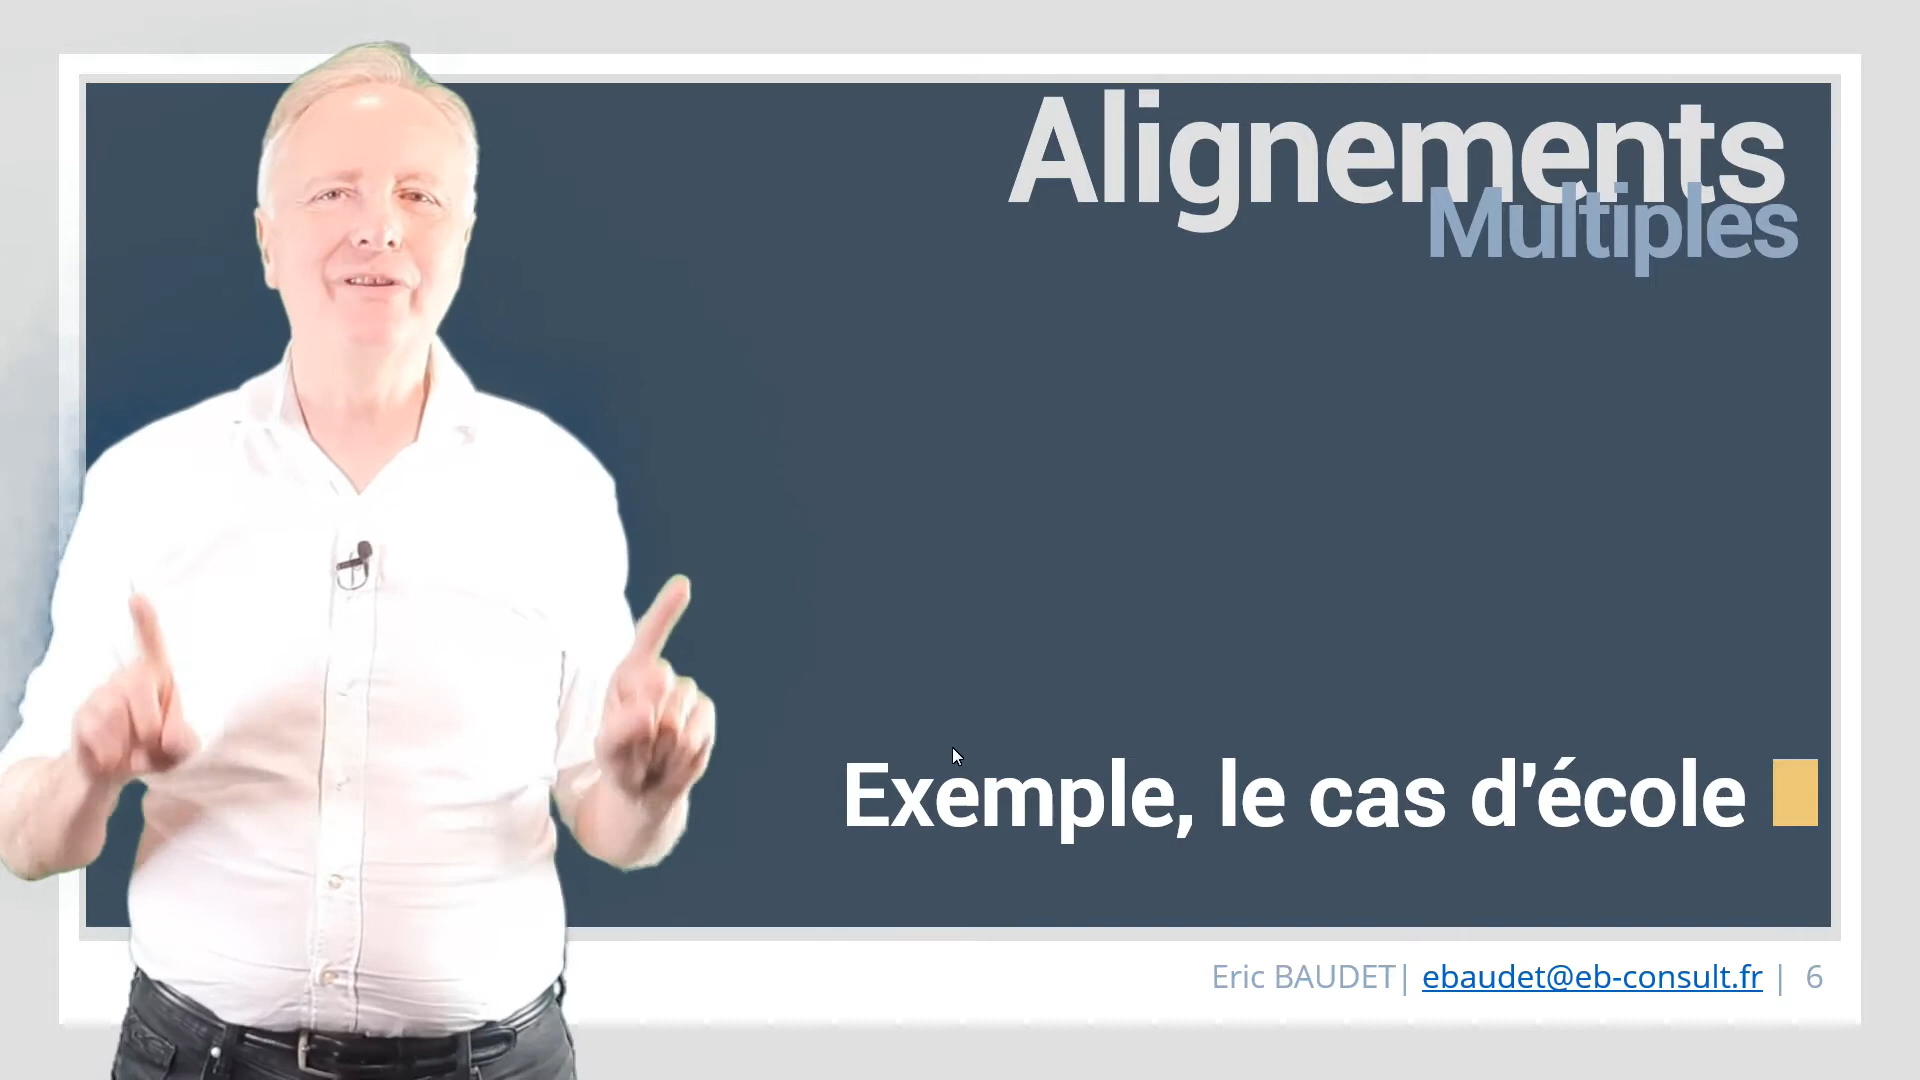 Alignements
Multiples
Exemple, le cas d'école
Eric BAUDET| ebaudet@eb-consult.fr | 6